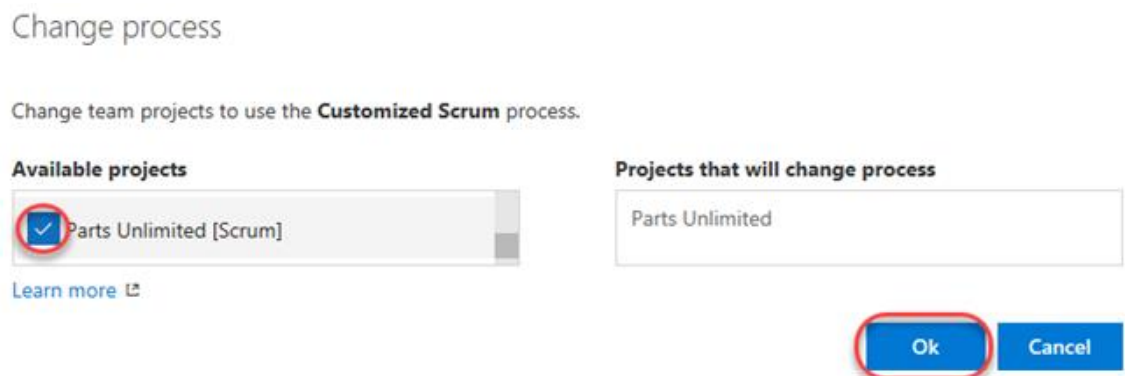 Change process
Change team projects to use the Customized Scrum process.
Available projects
Projects that will change process
Parts Unlimited [Scrum]
Parts Unlimited
Learn more
Ok
Cancel